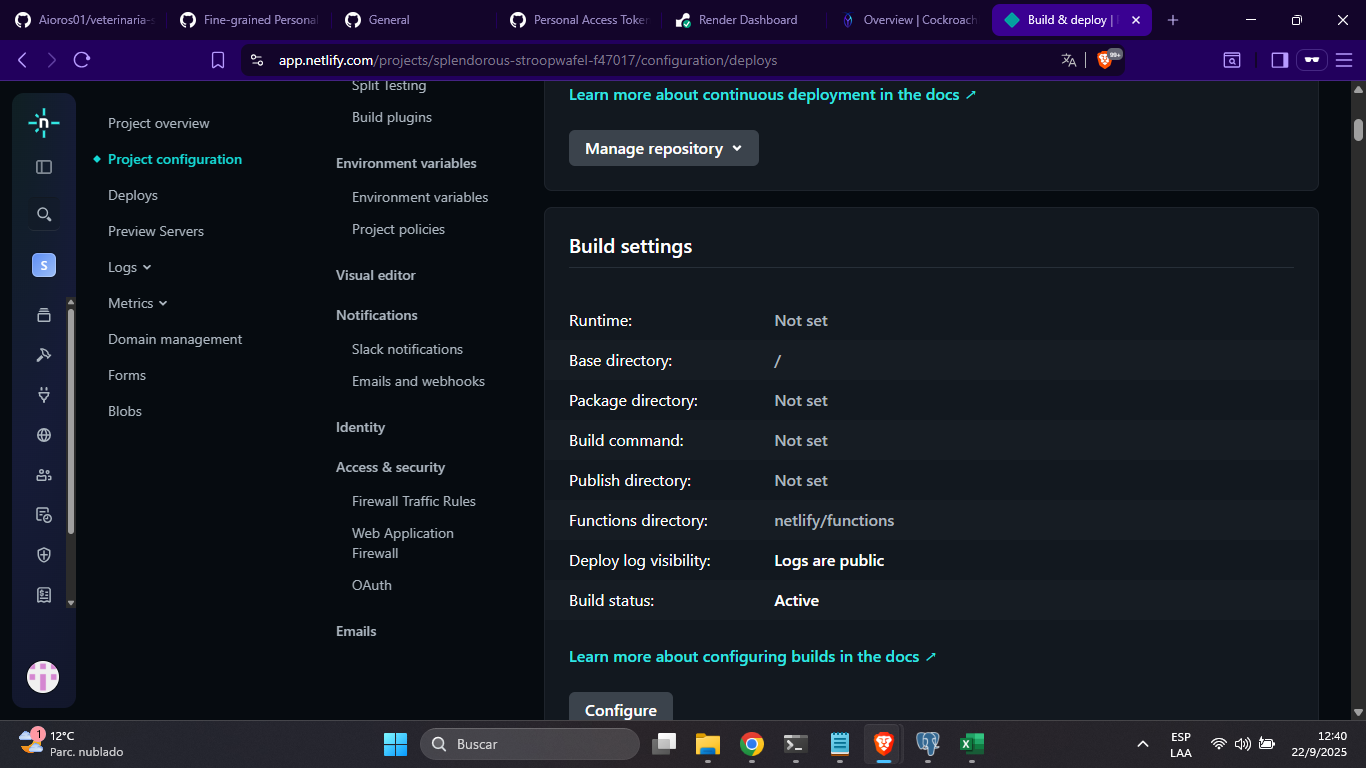 Aioros01/veterinaria-s
Fine-grained Personal
General
Personal Access Token
Render Dashboard
Overview | Cockroach
Build & deploy |
app.netlify.com/projects/splendorous-stroopwafel-f47017/configuration/deploys
99+
n
S
Project overview
Project configuration
Deploys
Preview Servers
Logs
Metrics
Domain management
Forms
Blobs
Split Testing
Build plugins
Environment variables
Environment variables
Project policies
Visual editor
Notifications
Slack notifications
Emails and webhooks
Identity
Access & security
Firewall Traffic Rules
Web Application
Firewall
OAuth
Emails
Learn more about continuous deployment in the docs ↗
Manage repository
Build settings
Runtime: Not set
Base directory: /
Package directory: Not set
Build command: Not set
Publish directory: Not set
Functions directory: netlify/functions
Deploy log visibility: Logs are public
Build status: Active
Learn more about configuring builds in the docs ↗
Configure
1
12°C
Parc. nublado
Buscar
ESP
LAA
12:40
22/9/2025